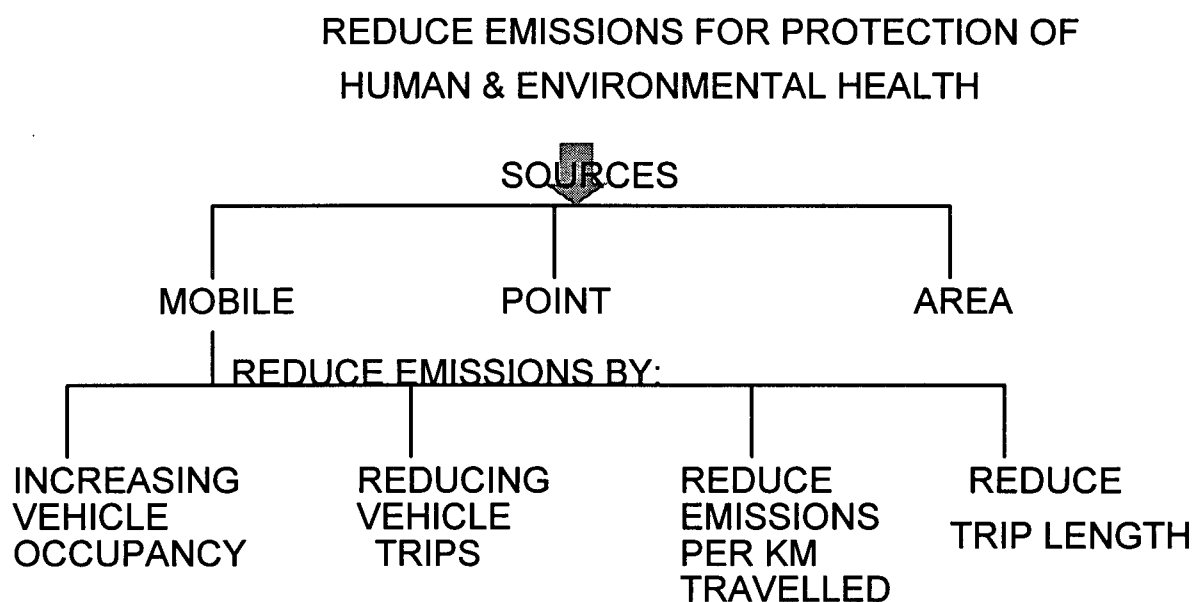 REDUCE EMISSIONS FOR PROTECTION OF
HUMAN & ENVIRONMENTAL HEALTH
SOURCES
MOBILE
POINT
AREA
REDUCE EMISSIONS BY:
INCREASING
VEHICLE
OCCUPANCY
REDUCING
VEHICLE
TRIPS
REDUCE
EMISSIONS
PER KM
TRAVELLED
REDUCE
TRIP LENGTH